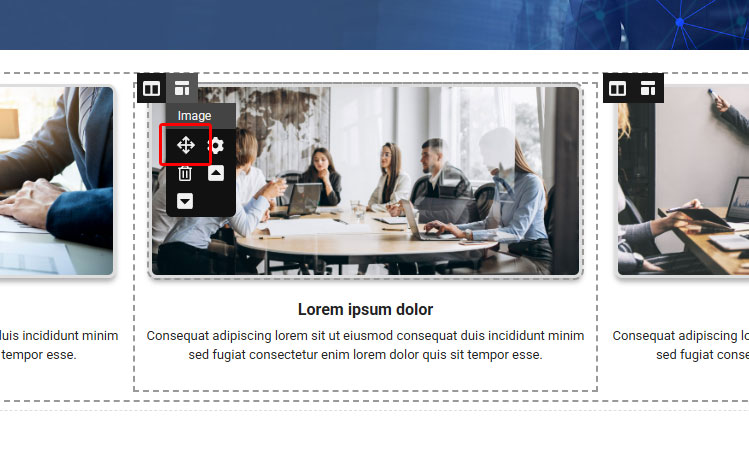 Image
Lorem ipsum dolor
duis incididunt minim
tempor esse.
Consequat adipiscing lorem sit ut eiusmod consequat duis incididunt minim
sed fugiat consectetur enim lorem dolor quis sit tempor esse.
Consequat adipiscing lo
sed fugiat conse